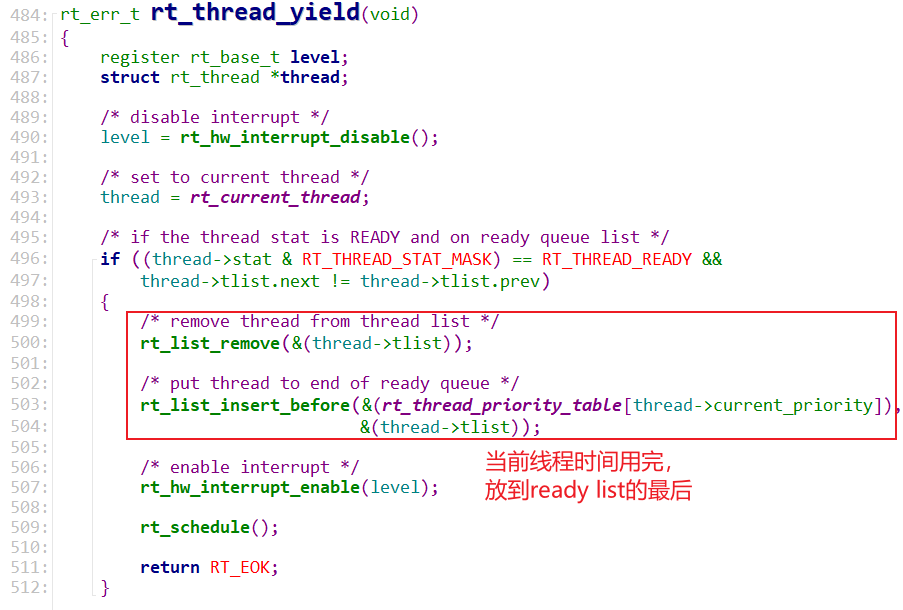 484: rt_err_t rt_thread_yield(void)
485: {
486:     register rt_base_t level;
487:     struct rt_thread *thread;
488:
489:     /* disable interrupt */
490:     level = rt_hw_interrupt_disable();
491:
492:     /* set to current thread */
493:     thread = rt_current_thread;
494:
495:     /* if the thread stat is READY and on ready queue list */
496:     if ((thread->stat & RT_THREAD_STAT_MASK) == RT_THREAD_READY &&
497:         thread->tlist.next != thread->tlist.prev)
498:     {
499:         /* remove thread from thread list */
500:         rt_list_remove(&(thread->tlist));
501:
502:         /* put thread to end of ready queue */
503:         rt_list_insert_before(&(rt_thread_priority_table[thread->current_priority]),
504:                               &(thread->tlist));
505:
506:         /* enable interrupt */
507:         rt_hw_interrupt_enable(level);
508:
509:         rt_schedule();
510:
511:         return RT_EOK;
512:     }
当前线程时间用完,
放到ready list的最后